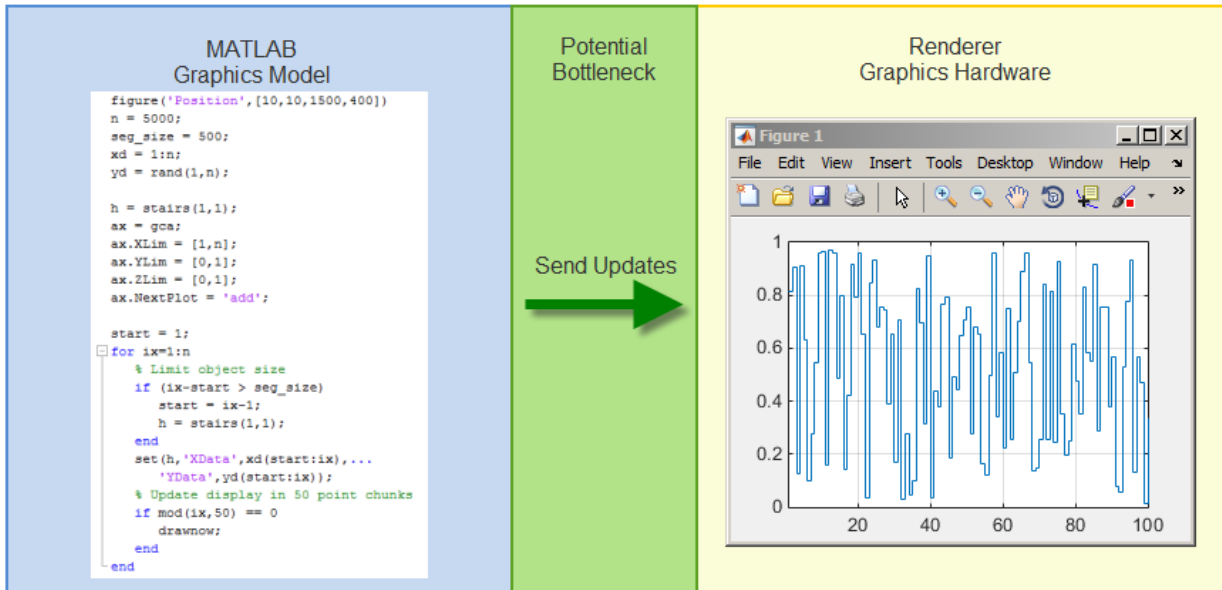 MATLAB
Graphics Model
figure('Position',[10,10,1500,400])
n = 5000;
seg_size = 500;
xd = 1:n;
yd = rand(1,n);
h = stairs(1,1);
ax = gca;
ax.XLim = [1,n];
ax.YLim = [0,1];
ax.ZLim = [0,1];
ax.NextPlot = 'add';
start = 1;
for ix=1:n
% Limit object size
if (ix-start > seg_size)
start = ix-1;
h = stairs(1,1);
end
set(h,'XData',xd(start:ix),...
'YData',yd(start:ix));
% Update display in 50 point chunks
if mod(ix,50) == 0
drawnow;
end
end
Potential
Bottleneck
Send Updates
Renderer
Graphics Hardware
Figure 1
File Edit View Insert Tools Desktop Window Help
1
0.8
0.6
0.4
0.2
0
20 40 60 80 100